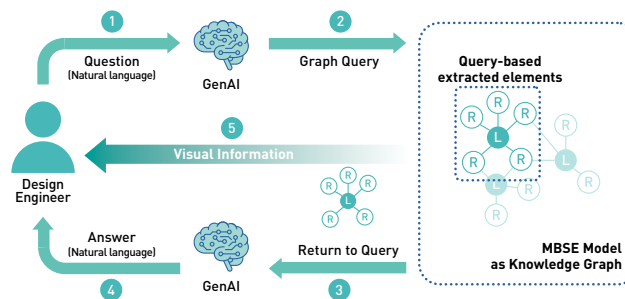 1
2
Question
(Natural language)
GenAI
Graph Query
Query-based
extracted elements
R
R
R
R
R
L
R
R
L
R
L
R
R
R
5
Visual Information
Design
Engineer
R
R
R
R
L
R
Answer
(Natural language)
GenAI
Return to Query
MBSE Model
as Knowledge Graph
4
3